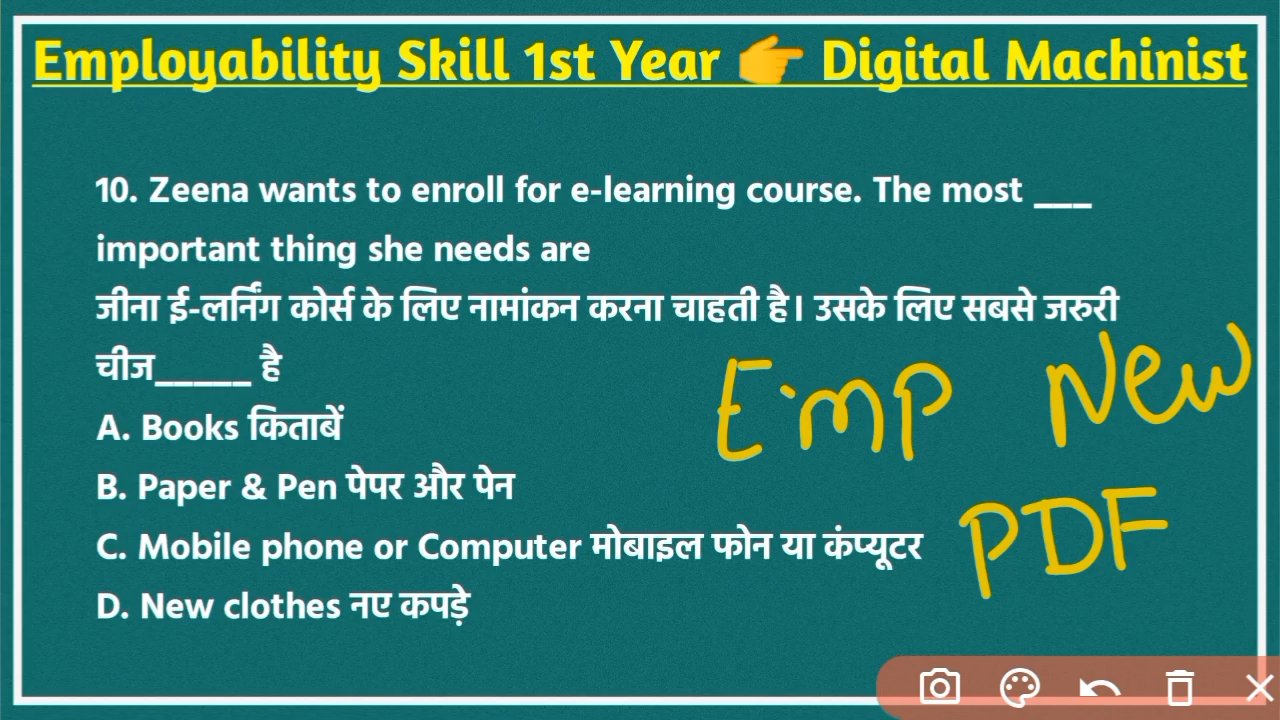 Employability Skill 1st Year 👉 Digital Machinist
10. Zeena wants to enroll for e-learning course. The most ___
important thing she needs are
जीना ई-लर्निंग कोर्स के लिए नामांकन करना चाहती है। उसके लिए सबसे जरुरी
चीज_____ है
A. Books किताबें
B. Paper & Pen पेपर और पेन
C. Mobile phone or Computer मोबाइल फोन या कंप्यूटर
D. New clothes नए कपड़े
Emp New
PDF